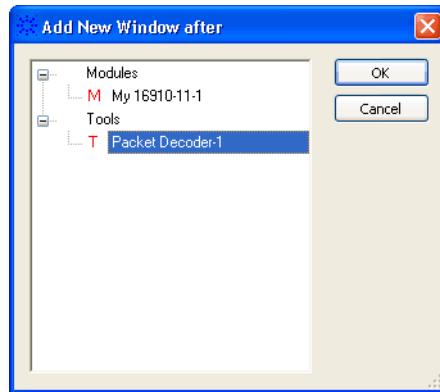 Add New Window after
Modules
M My 16910-11-1
Tools
T Packet Decoder-1
OK
Cancel